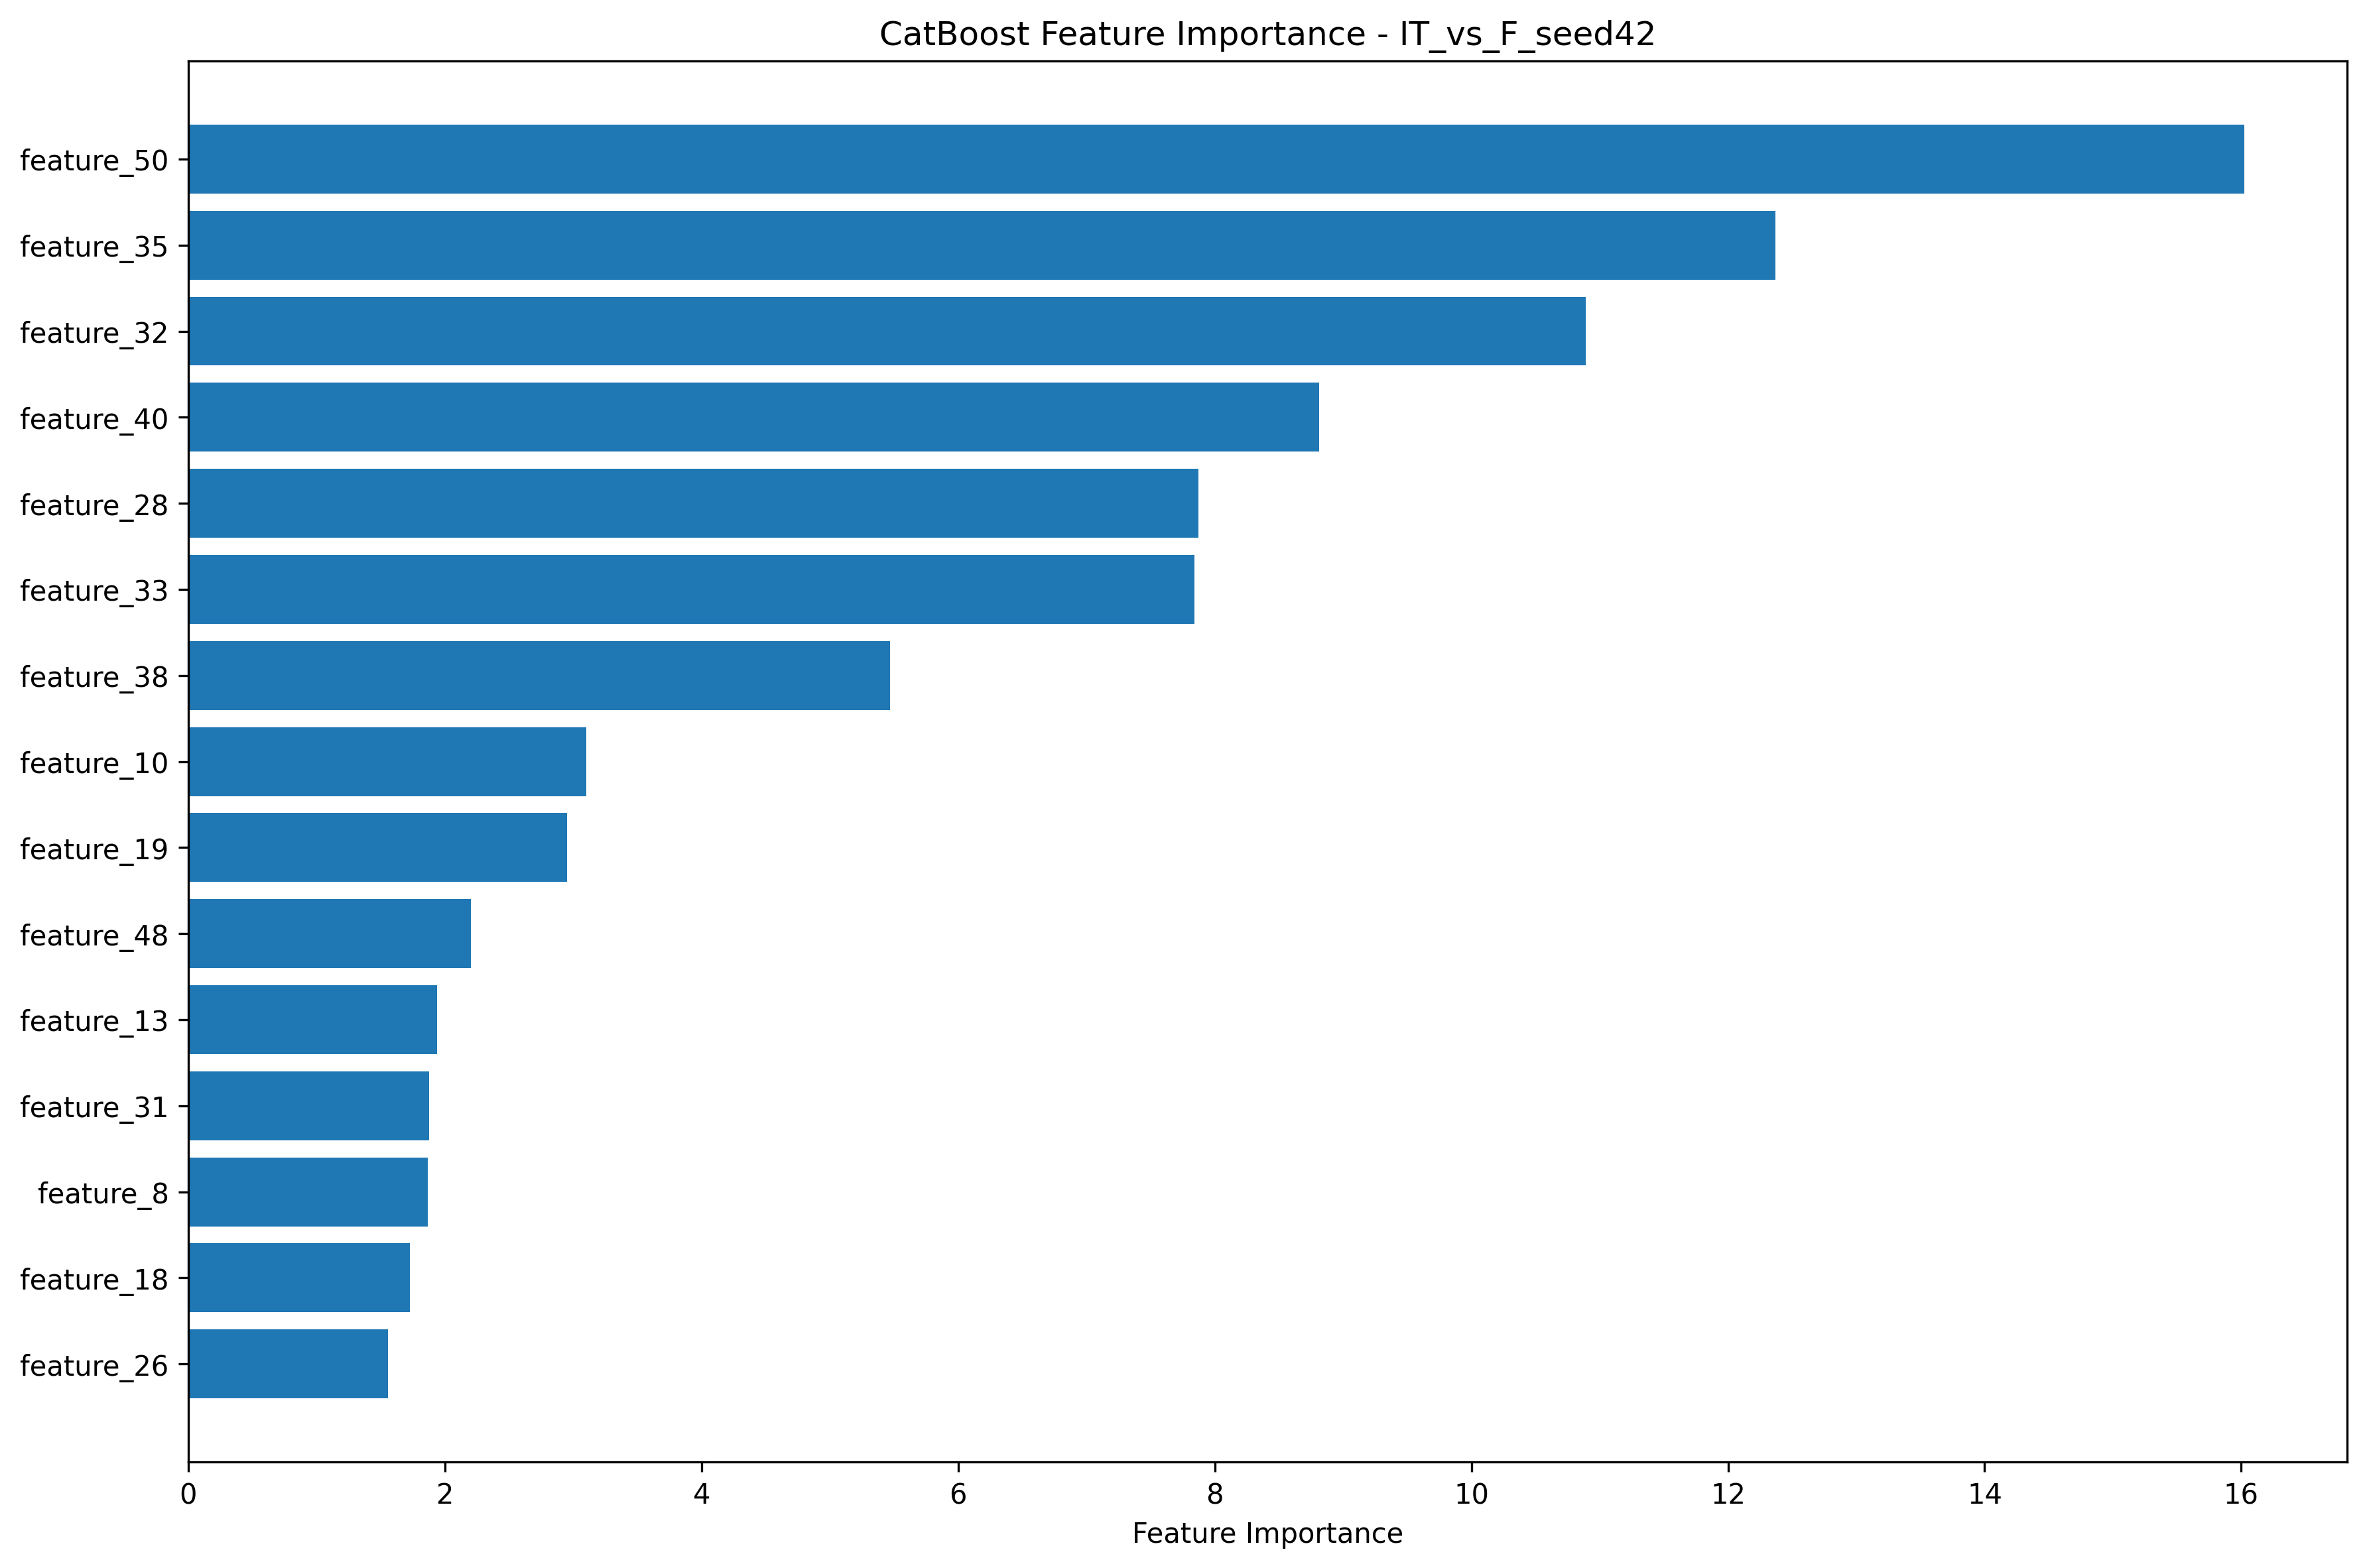 CatBoost Feature Importance - IT_vs_F_seed42
feature_50
feature_35
feature_32
feature_40
feature_28
feature_33
feature_38
feature_10
feature_19
feature_48
feature_13
feature_31
feature_8
feature_18
feature_26
0 2 4 6 8 10 12 14 16
Feature Importance